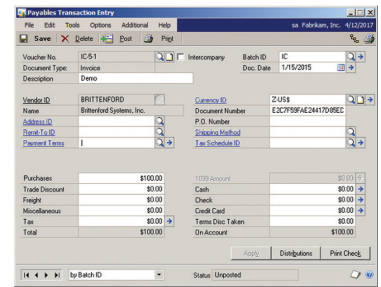 Payables Transaction Entry
File Edit Tools Options Additional Help sa Fabrikam, Inc. 4/12/2017
Save Delete Post Print
Voucher No. IC-5-1 Intercompany Batch ID IC
Document Type: Invoice Doc. Date 1/15/2015
Description Demo
Vendor ID BRITTENFORD Currency ID Z-US$
Name Brittenford Systems, Inc. Document Number E2C7F59FAE24417D85EC
Address ID P.O. Number
Remit-To ID Shipping Method
Payment Terms Tax Schedule ID
Purchases $100.00 1099 Amount $0.00
Trade Discount $0.00 Cash $0.00
Freight $0.00 Check $0.00
Miscellaneous $0.00 Credit Card $0.00
Tax $0.00 Terms Disc Taken $0.00
Total $100.00 On Account $100.00
Apply Distributions Print Check
by Batch ID Status Unposted